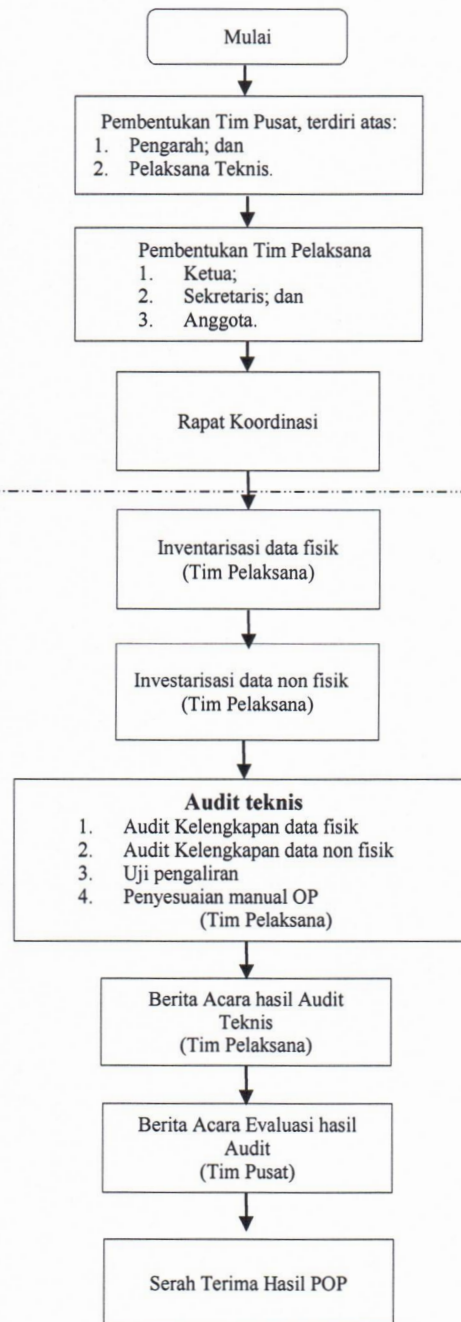 Mulai
Pembentukan Tim Pusat, terdiri atas:
1. Pengarah; dan
2. Pelaksana Teknis.
Pembentukan Tim Pelaksana
1. Ketua;
2. Sekretaris; dan
3. Anggota.
Rapat Koordinasi
Inventarisasi data fisik
(Tim Pelaksana)
Investarisasi data non fisik
(Tim Pelaksana)
Audit teknis
1. Audit Kelengkapan data fisik
2. Audit Kelengkapan data non fisik
3. Uji pengaliran
4. Penyesuaian manual OP
(Tim Pelaksana)
Berita Acara hasil Audit
Teknis
(Tim Pelaksana)
Berita Acara Evaluasi hasil
Audit
(Tim Pusat)
Serah Terima Hasil POP